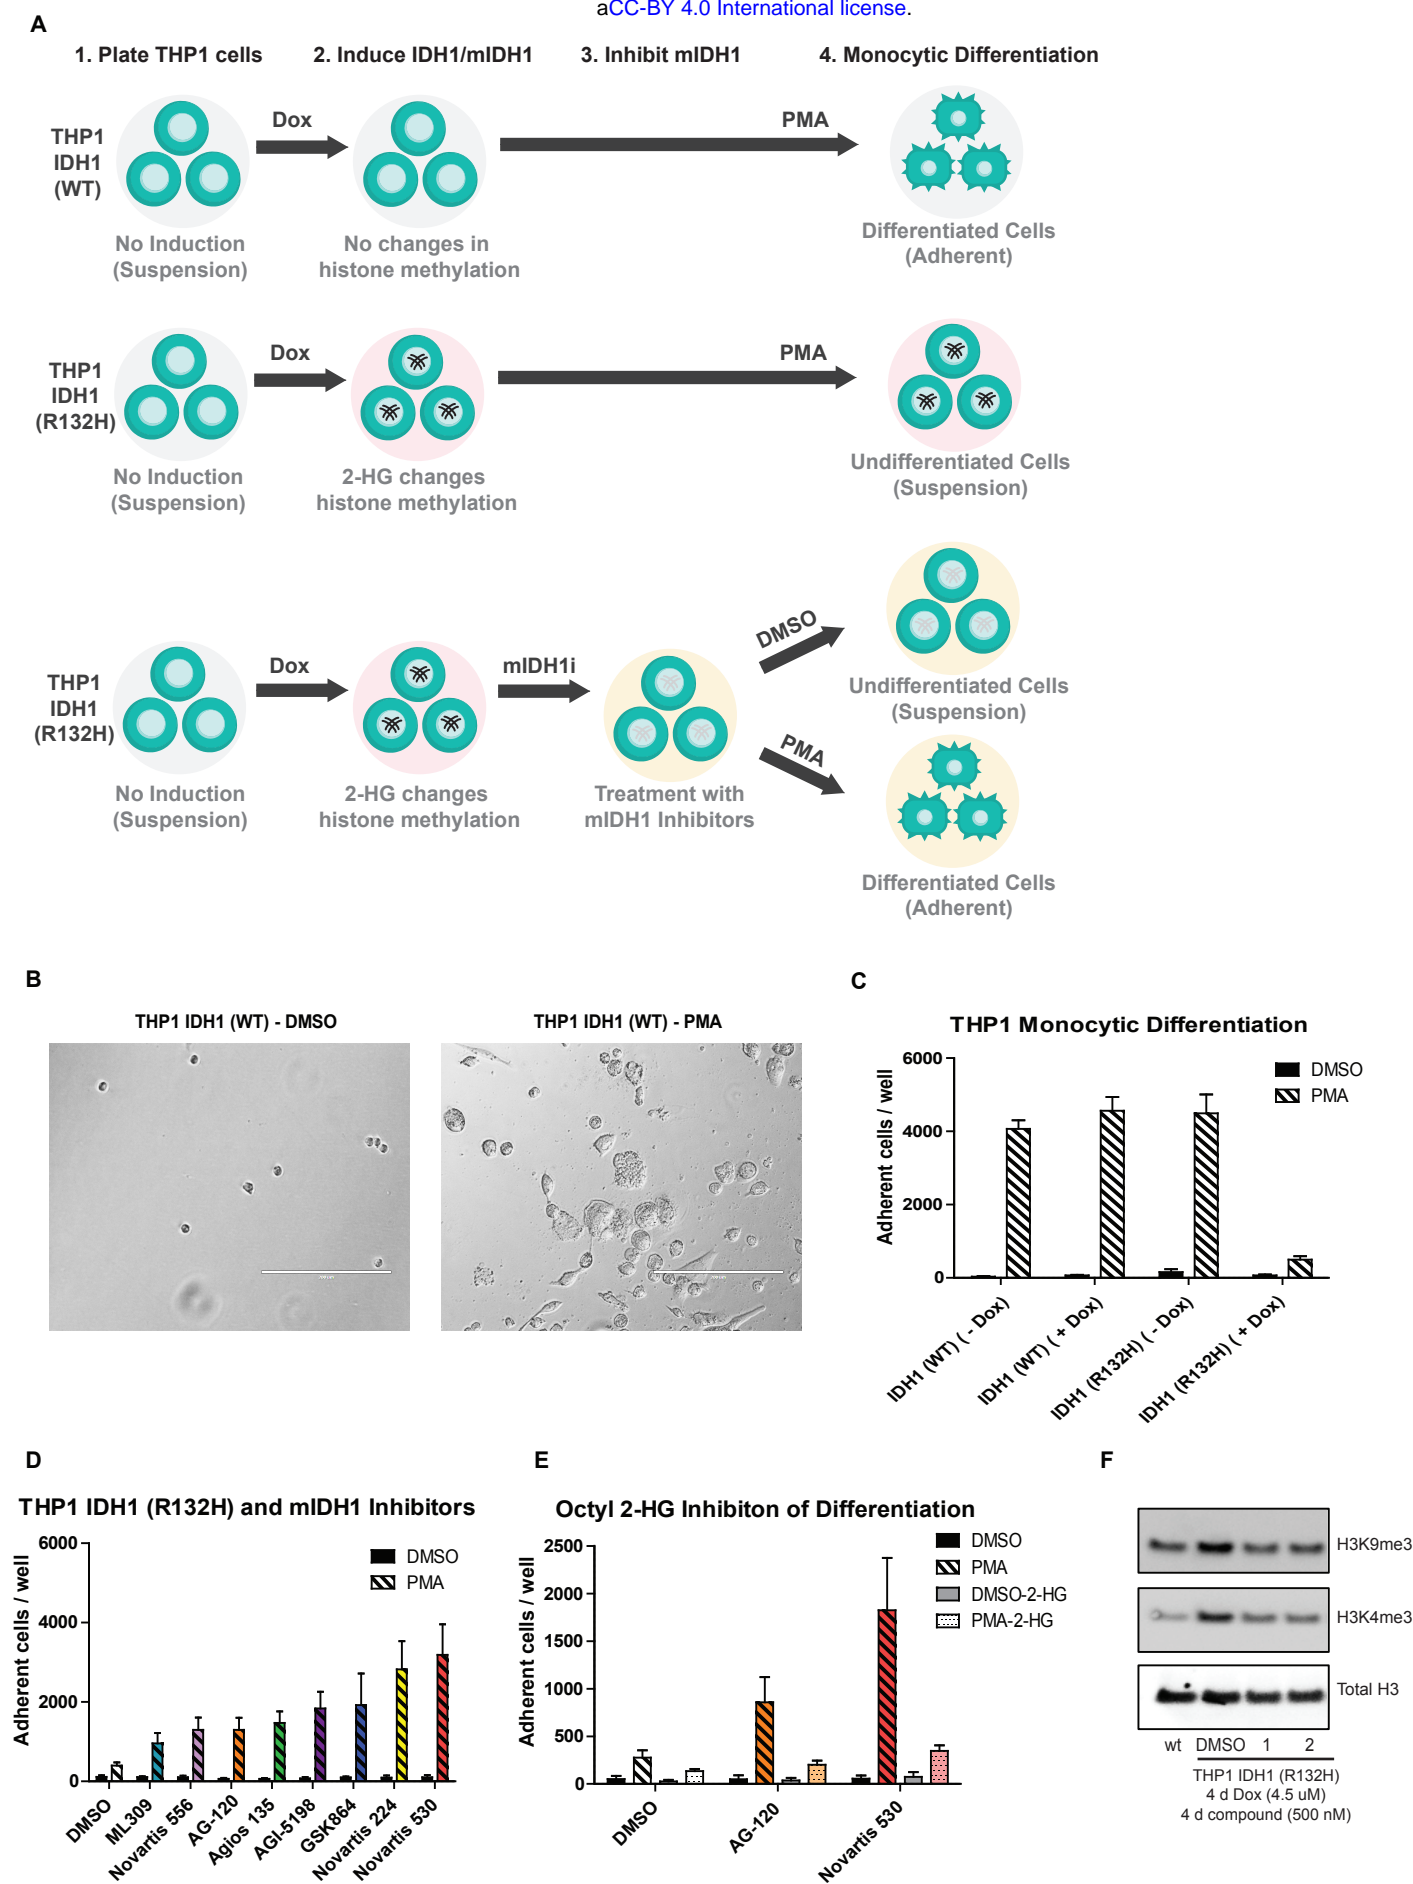 aCC-BY 4.0 International license.
A
1. Plate THP1 cells
2. Induce IDH1/mIDH1
3. Inhibit mIDH1
4. Monocytic Differentiation
THP1
IDH1
(WT)
Dox
PMA
No Induction
(Suspension)
No changes in
histone methylation
Differentiated Cells
(Adherent)
THP1
IDH1
(R132H)
Dox
PMA
No Induction
(Suspension)
2-HG changes
histone methylation
Undifferentiated Cells
(Suspension)
THP1
IDH1
(R132H)
Dox
mIDH1i
DMSO
PMA
Undifferentiated Cells
(Suspension)
No Induction
(Suspension)
2-HG changes
histone methylation
Treatment with
mIDH1 Inhibitors
Differentiated Cells
(Adherent)
B
THP1 IDH1 (WT) - DMSO
THP1 IDH1 (WT) - PMA
C
THP1 Monocytic Differentiation
Adherent cells / well
6000
4000
2000
0
DMSO
PMA
IDH1 (WT) ( - Dox)
IDH1 (WT) ( + Dox)
IDH1 (R132H) ( - Dox)
IDH1 (R132H) ( + Dox)
D
THP1 IDH1 (R132H) and mIDH1 Inhibitors
Adherent cells / well
6000
4000
2000
0
DMSO
PMA
DMSO
ML309
Novartis 556
AG-120
Agios 135
AGI-5198
GSK864
Novartis 224
Novartis 530
E
Octyl 2-HG Inhibiton of Differentiation
Adherent cells / well
2500
2000
1500
1000
500
0
DMSO
PMA
DMSO-2-HG
PMA-2-HG
DMSO
AG-120
Novartis 530
F
H3K9me3
H3K4me3
Total H3
wt DMSO 1 2
THP1 IDH1 (R132H)
4 d Dox (4.5 uM)
4 d compound (500 nM)